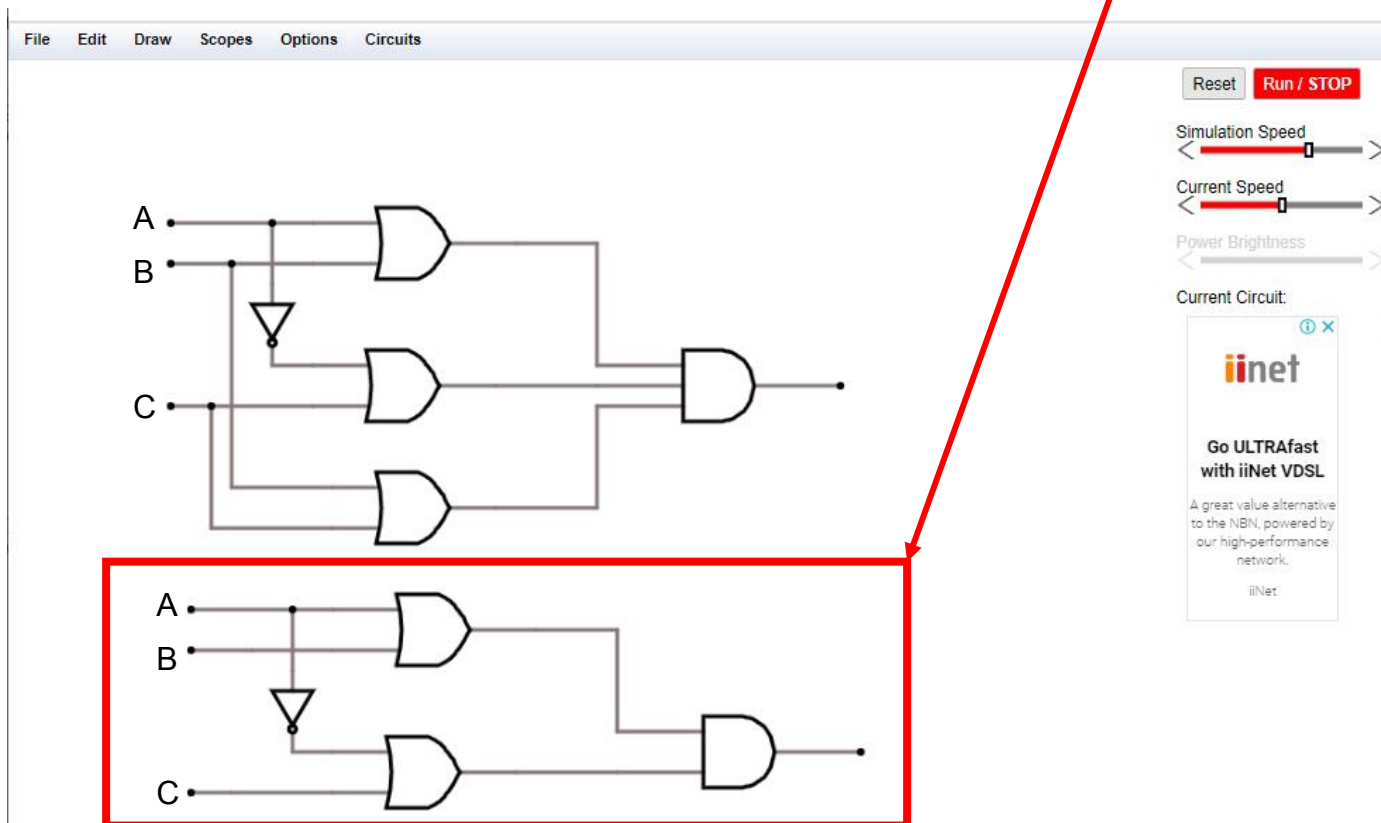 File Edit Draw Scopes Options Circuits
Reset Run / STOP
Simulation Speed
Current Speed
Power Brightness
Current Circuit:
iinet
Go ULTRAfast
with iiNet VDSL
A great value alternative
to the NBN, powered by
our high-performance
network.
iiNet
A
B
C
A
B
C